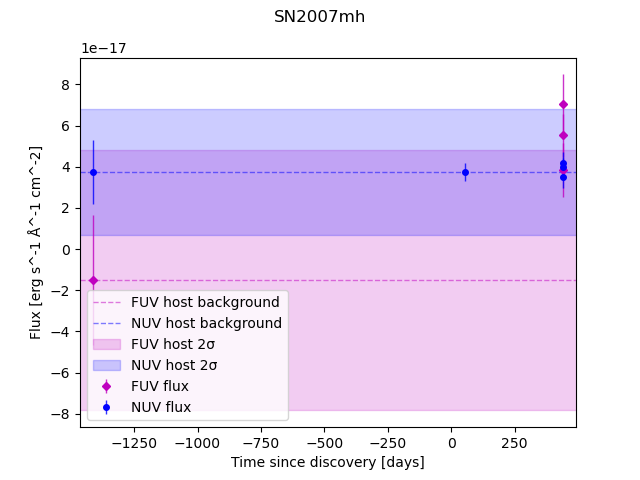 SN2007mh
1e−17
8
6
4
2
0
−2
−4
−6
−8
Flux [erg s^-1 Å^-1 cm^-2]
FUV host background
NUV host background
FUV host 2σ
NUV host 2σ
FUV flux
NUV flux
−1250 −1000 −750 −500 −250 0 250
Time since discovery [days]